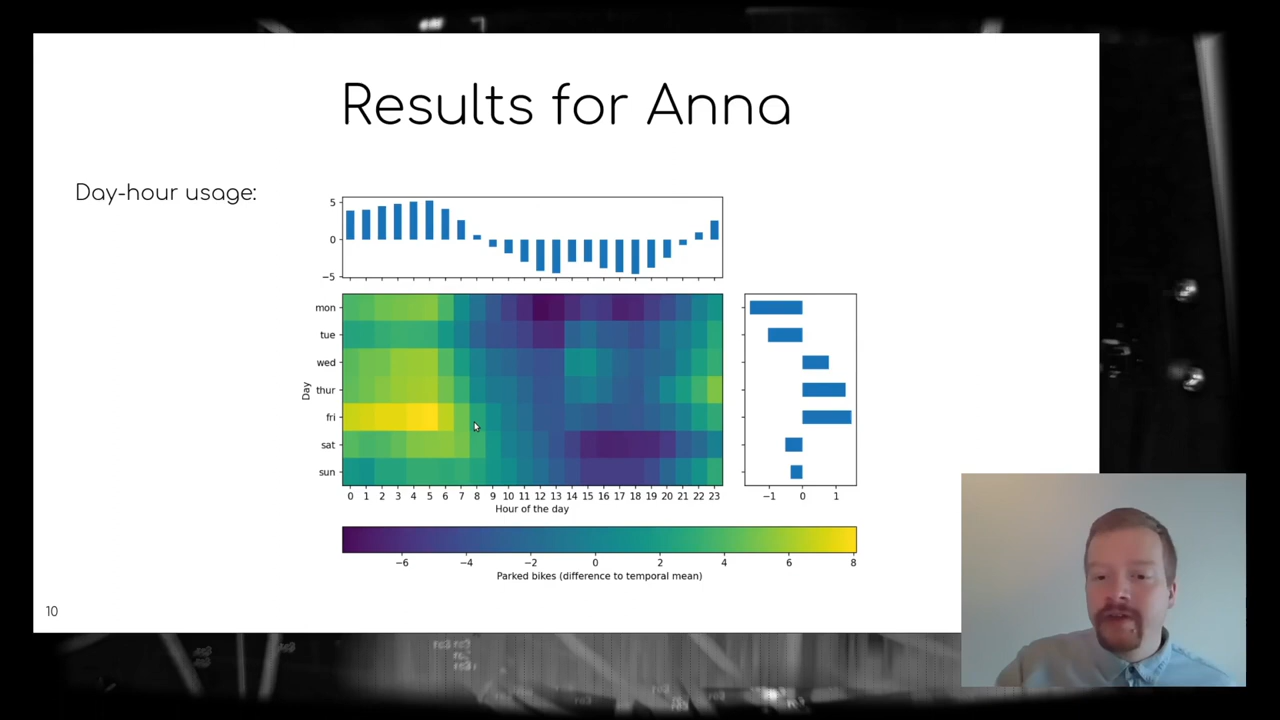 Results for Anna
Day-hour usage:
5
0
−5
mon
tue
wed
thur
fri
sat
sun
Day
0 1 2 3 4 5 6 7 8 9 10 11 12 13 14 15 16 17 18 19 20 21 22 23
Hour of the day
−1 0 1
−6 −4 −2 0 2 4 6 8
Parked bikes (difference to temporal mean)
10